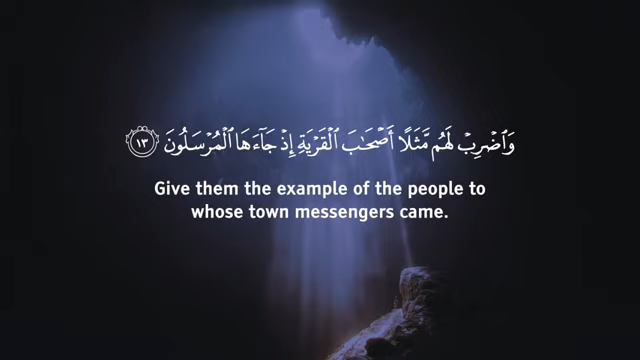 وَٱضْرِبْ لَهُم مَّثَلًا أَصْحَٰبَ ٱلْقَرْيَةِ إِذْ جَآءَهَا ٱلْمُرْسَلُونَ ١٣
Give them the example of the people to
whose town messengers came.